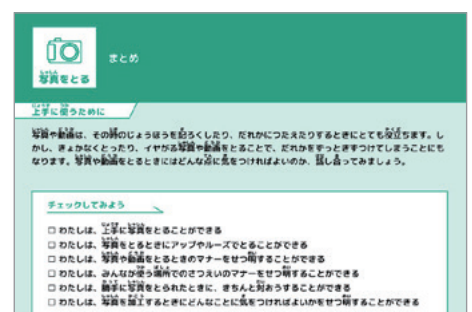 まとめ
写真をとる
上手に使うために
写真や動画は、その時のじょうほうを記ろくしたり、だれかにつたえたりするときにとても役立ちます。し
かし、きょかなくとったり、イヤがる写真や動画をとることで、だれかをずっときずつけてしまうことにも
なります。写真や動画をとるときにはどんな点に気をつければよいのか、話し合ってみましょう。
チェックしてみよう
□ わたしは、上手に写真をとることができる
□ わたしは、写真をとるときにアップやルーズでとることができる
□ わたしは、写真や動画をとるときのマナーをせつ明することができる
□ わたしは、みんなが使う場所でのさつえいのマナーをせつ明することができる
□ わたしは、勝手に写真をとられたときに、きちんと対おうすることができる
□ わたしは、写真を加工するときにどんなことに気をつければよいかをせつ明することができる